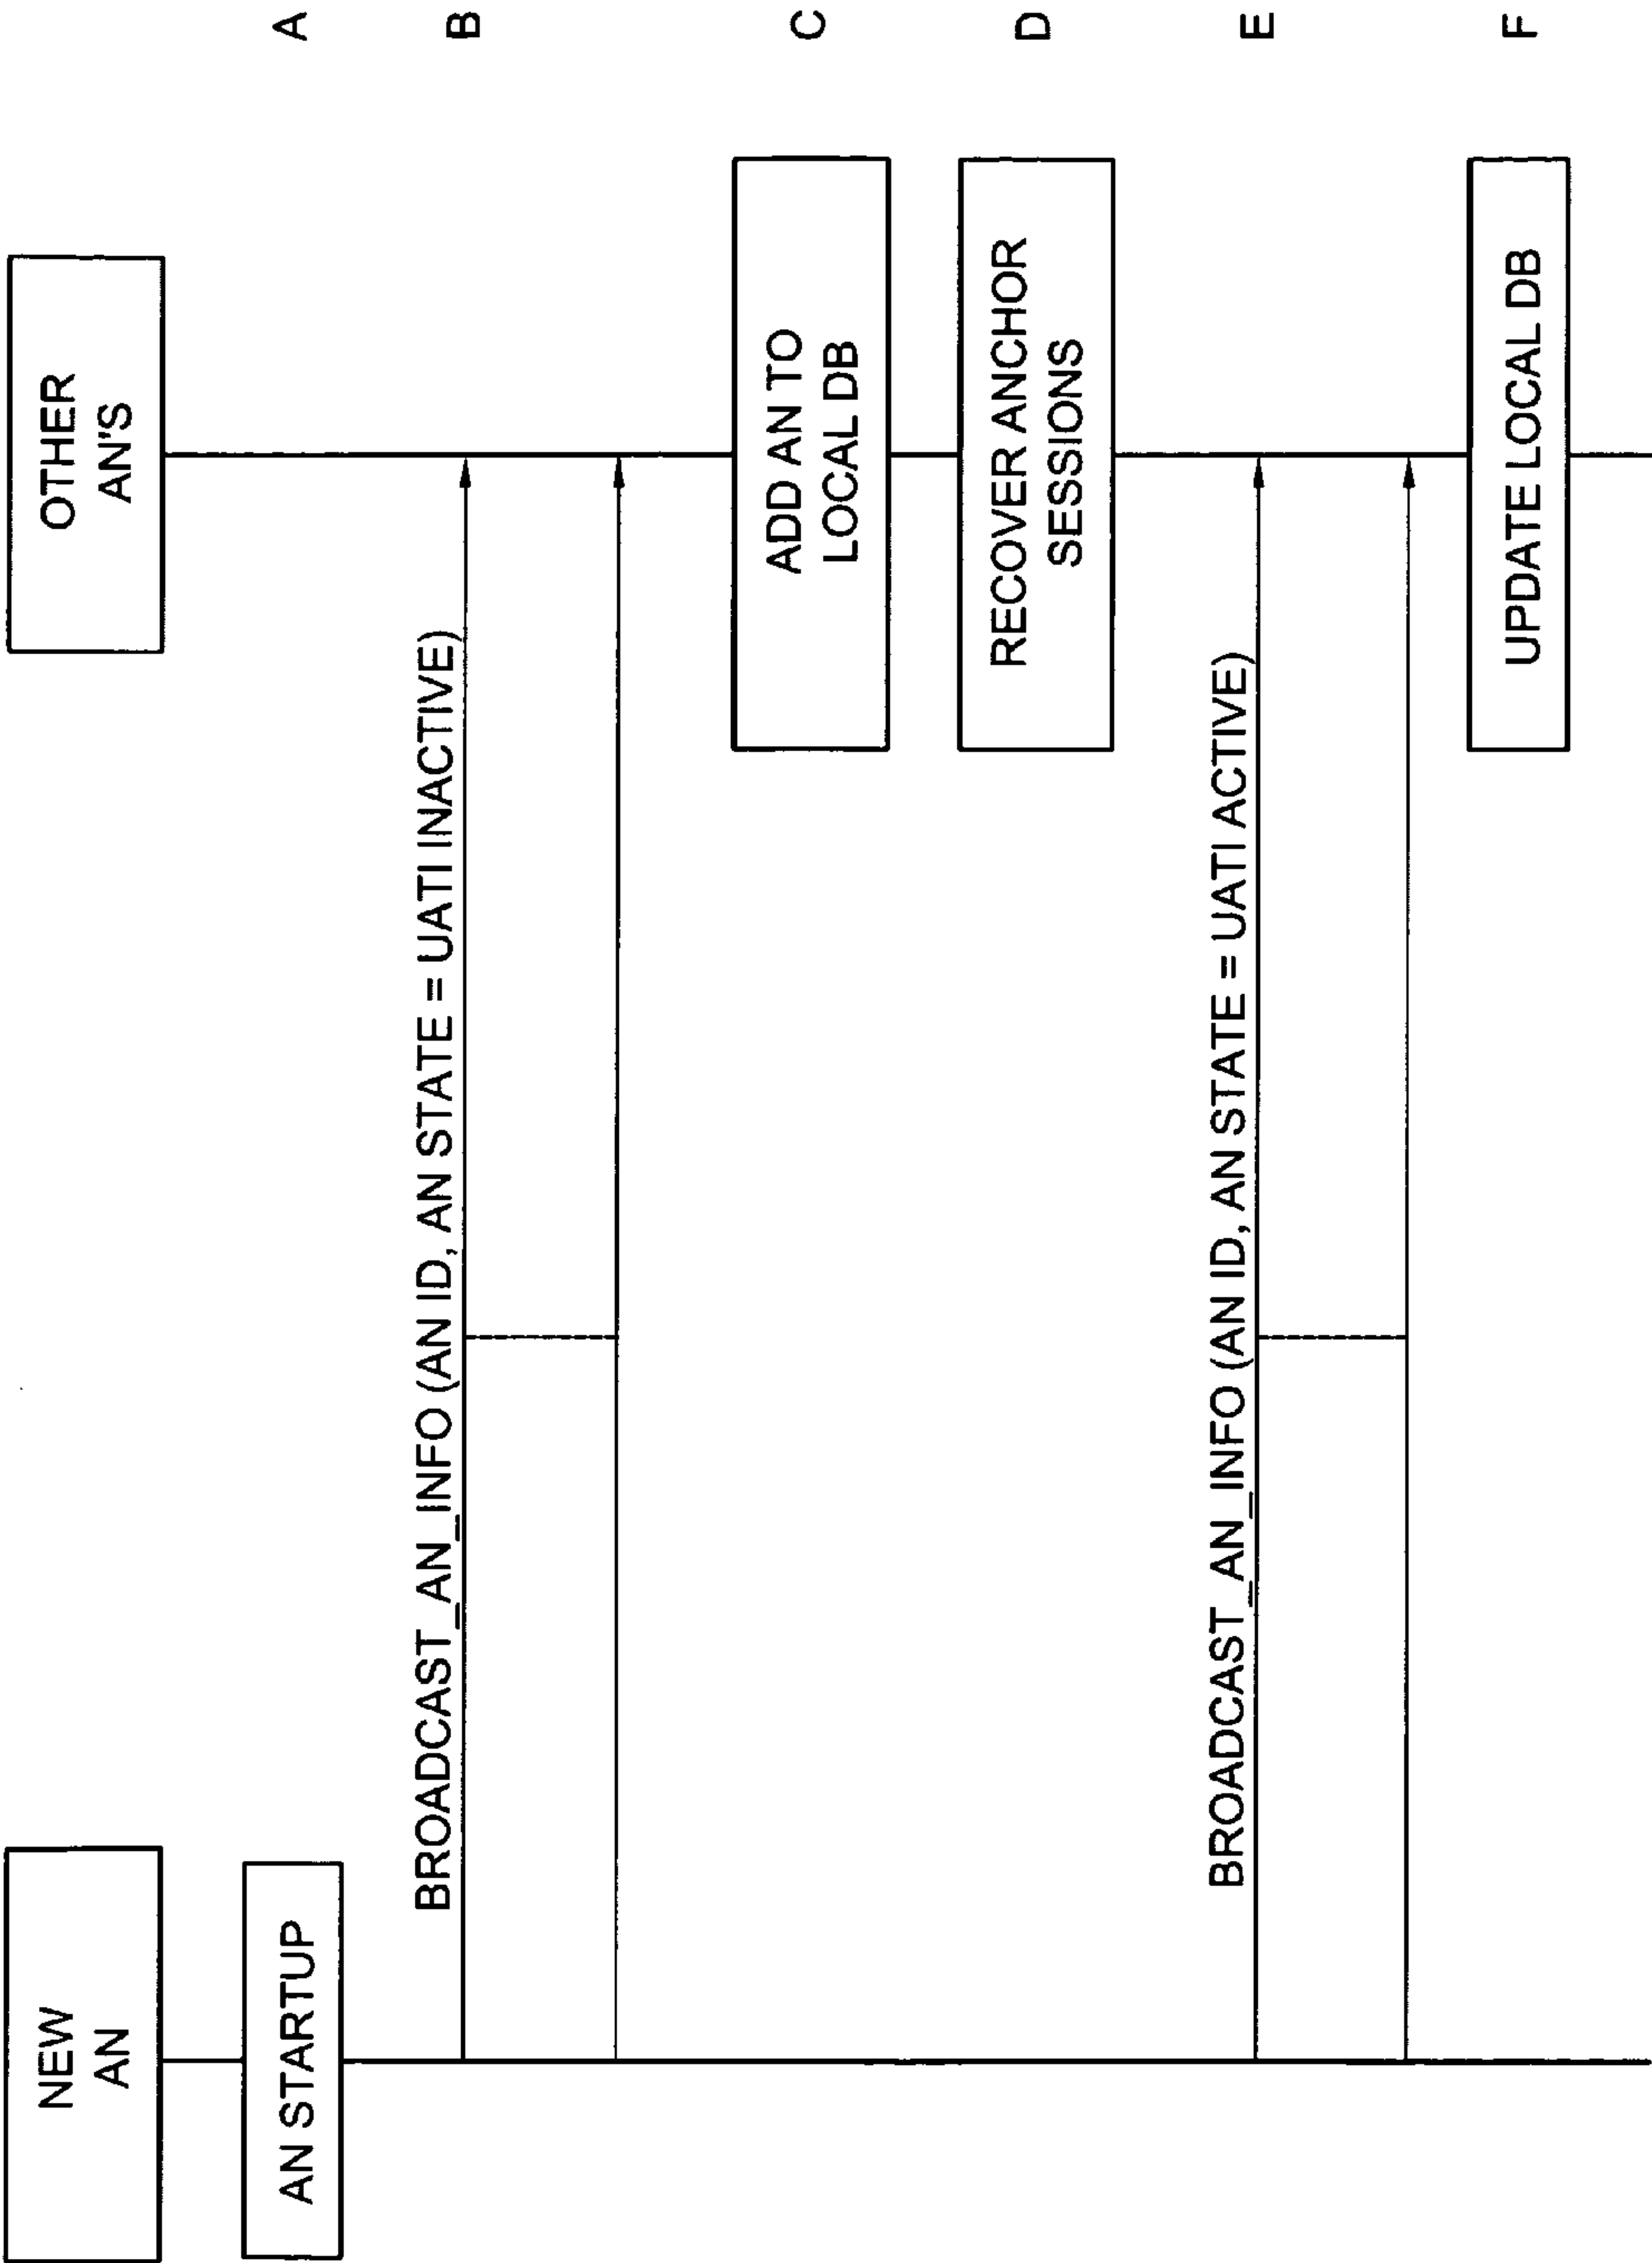 NEW
AN
OTHER
AN'S
AN STARTUP
A
BROADCAST_AN_INFO (AN ID, AN STATE = UATI INACTIVE)
B
ADD AN TO
LOCAL DB
C
RECOVER ANCHOR
SESSIONS
D
BROADCAST_AN_INFO (AN ID, AN STATE = UATI ACTIVE)
E
UPDATE LOCAL DB
F